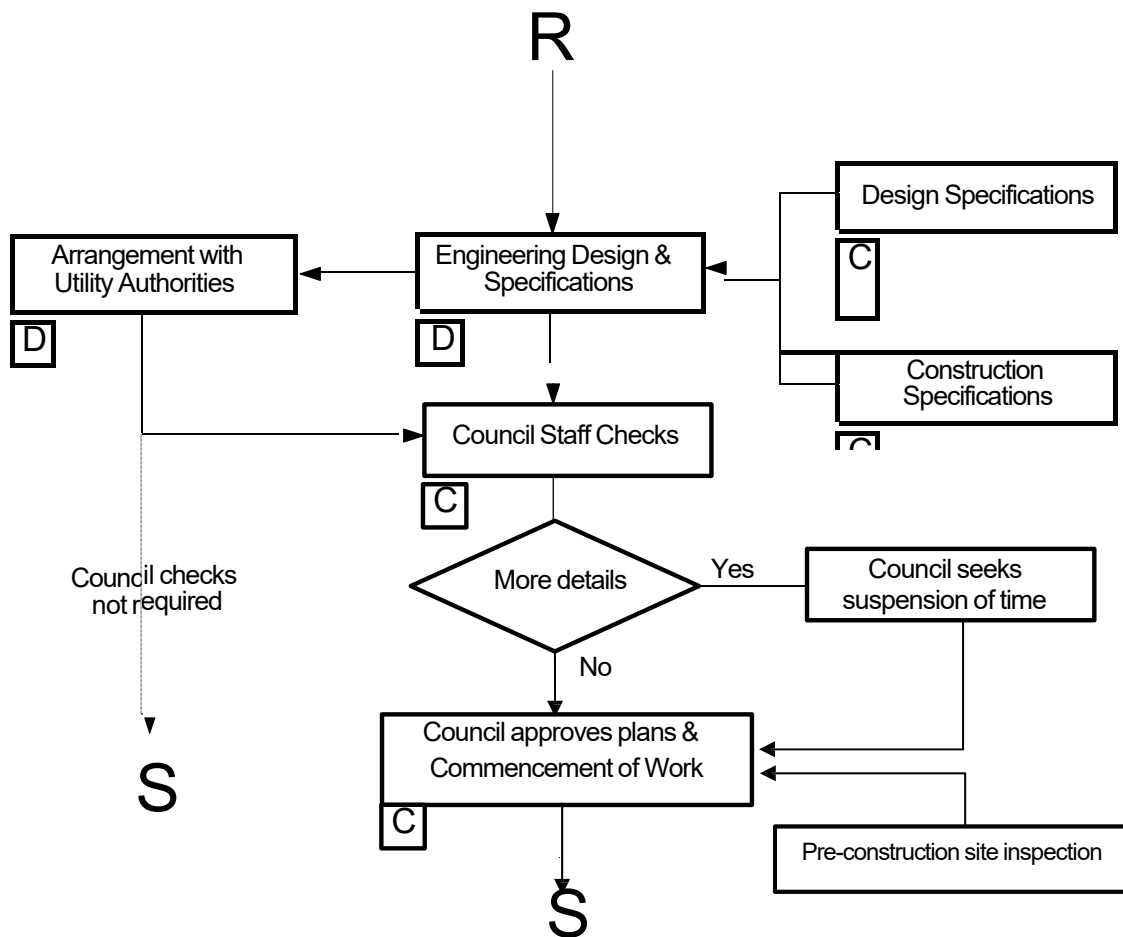 R
Design Specifications
C
Arrangement with
Utility Authorities
D
Engineering Design &
Specifications
D
Construction
Specifications
C
Council Staff Checks
C
More details
Yes
Council seeks
suspension of time
Council checks
not required
No
Council approves plans &
Commencement of Work
C
S
Pre-construction site inspection
S